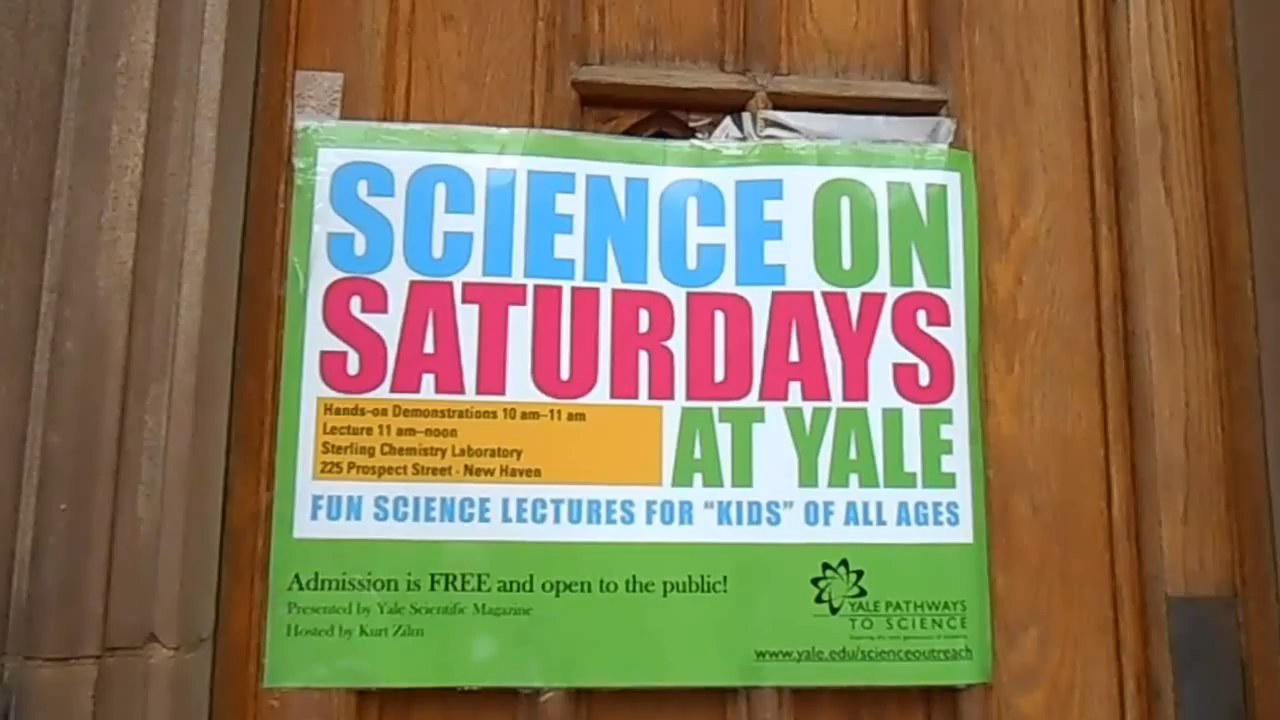 SCIENCE ON
SATURDAYS
Hands-on Demonstrations 10 am–11 am
Lecture 11 am–noon
Sterling Chemistry Laboratory
225 Prospect Street - New Haven
AT YALE
FUN SCIENCE LECTURES FOR “KIDS” OF ALL AGES
Admission is FREE and open to the public!
Presented by Yale Scientific Magazine
Hosted by Kurt Zilm
YALE PATHWAYS
TO SCIENCE
www.yale.edu/scienceoutreach